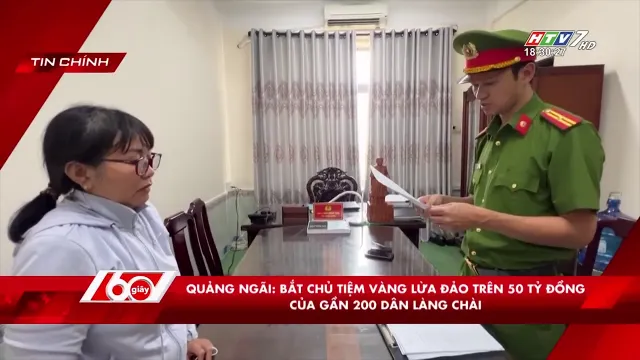 TIN CHÍNH
HTV7 HD
18:30:27
60 giây
QUẢNG NGÃI: BẮT CHỦ TIỆM VÀNG LỪA ĐẢO TRÊN 50 TỶ ĐỒNG
CỦA GẦN 200 DÂN LÀNG CHÀI